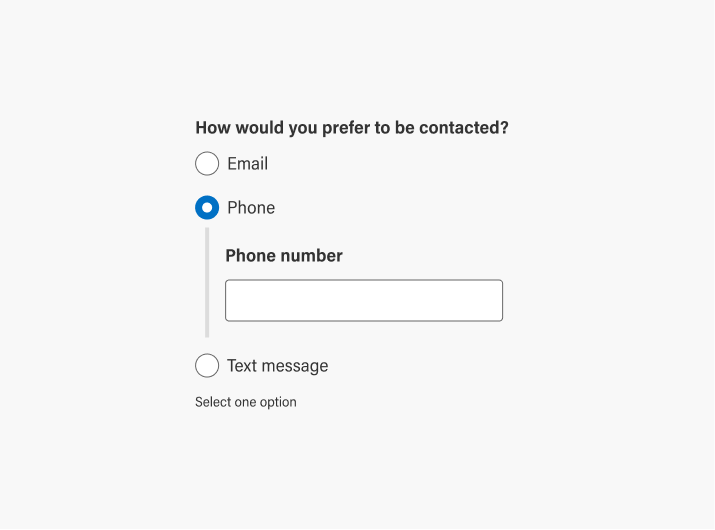 How would you prefer to be contacted?
Email
Phone
Phone number
Text message
Select one option